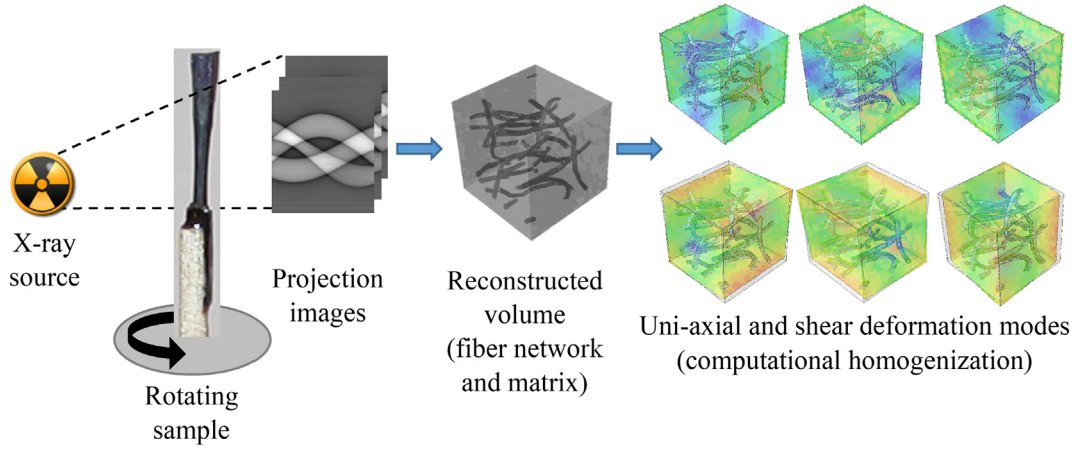 X-ray
source
Rotating
sample
Projection
images
Reconstructed
volume
(fiber network
and matrix)
Uni-axial and shear deformation modes
(computational homogenization)